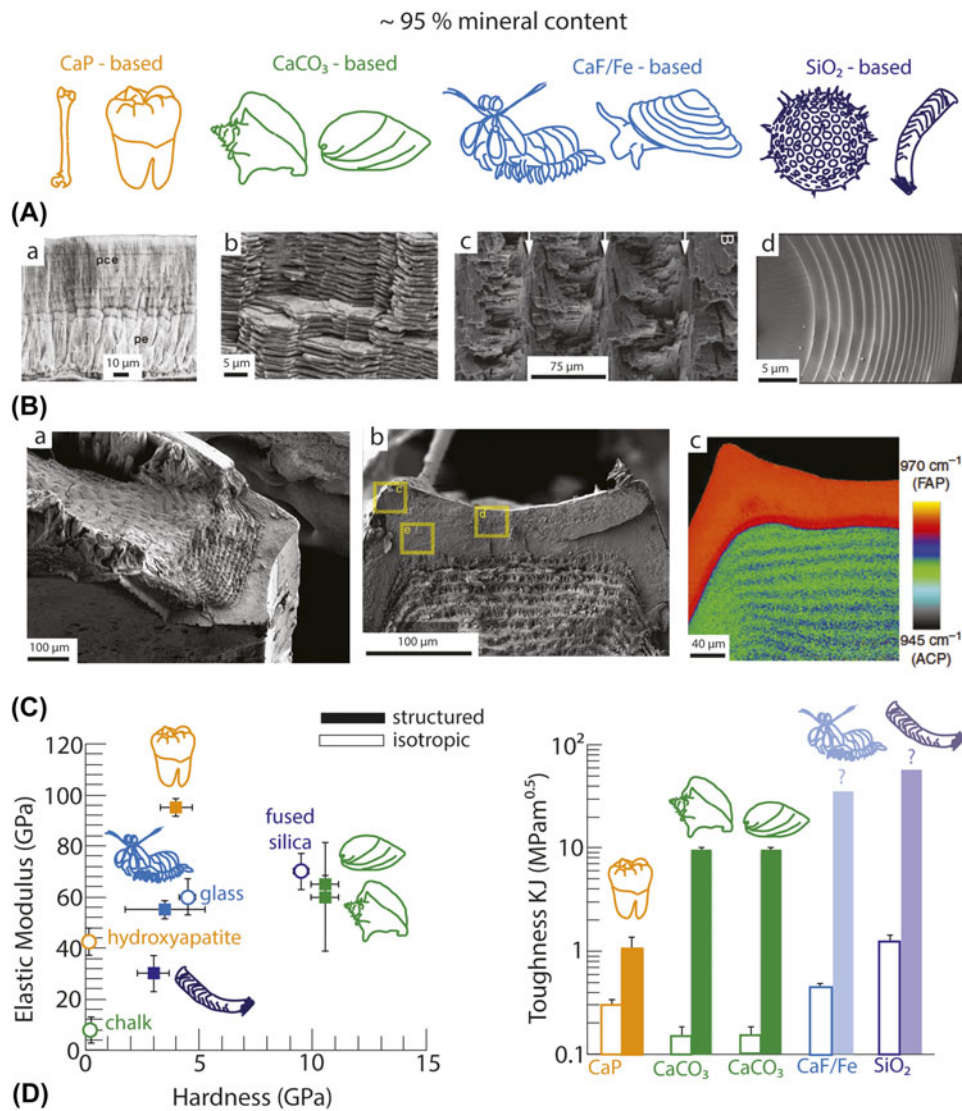 ~ 95 % mineral content
CaP - based
CaCO₃ - based
CaF/Fe - based
SiO₂ - based
(A)
a
pce
pe
10 µm
b
5 µm
c
B
75 µm
d
5 µm
(B)
a
100 µm
b
c
e
d
100 µm
c
40 µm
970 cm⁻¹
(FAP)
945 cm⁻¹
(ACP)
(C)
structured
isotropic
Elastic Modulus (GPa)
120
100
80
60
40
20
0
fused
silica
glass
hydroxyapatite
chalk
0
5
10
15
Hardness (GPa)
Toughness KJ (MPam⁰·⁵)
10²
10
1
0.1
?
?
CaP
CaCO₃
CaCO₃
CaF/Fe
SiO₂
(D)